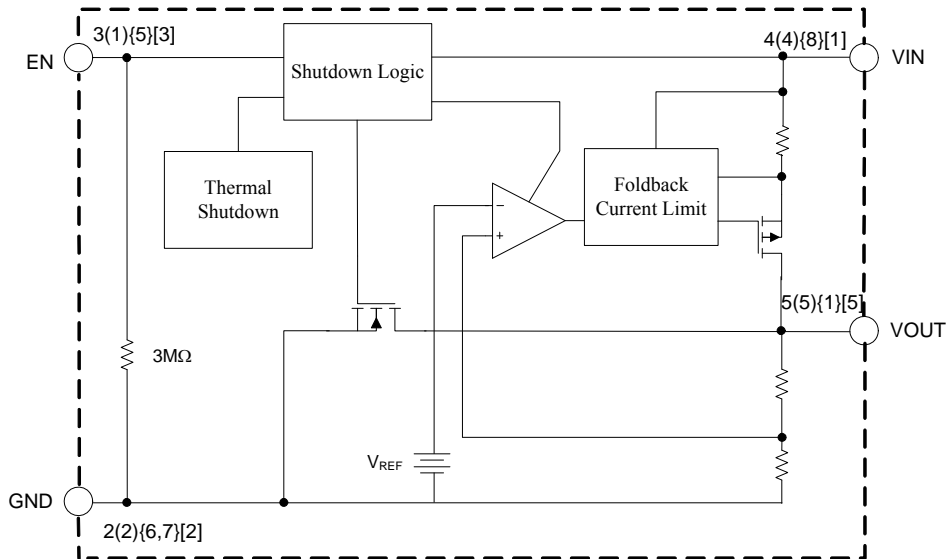 3(1){5}[3]
EN
Shutdown Logic
4(4){8}[1]
VIN
Thermal
Shutdown
Foldback
Current Limit
−
+
5(5){1}[5]
VOUT
3MΩ
VREF
GND
2(2){6,7}[2]